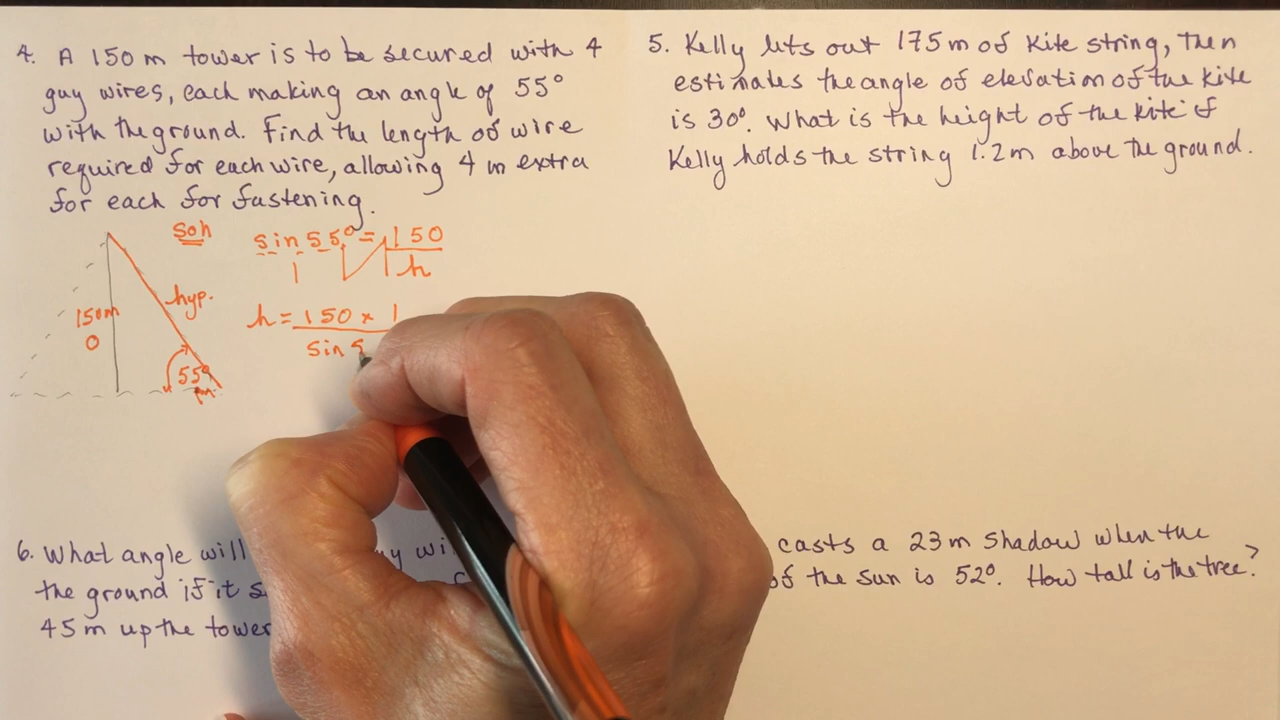 4. A 150 m tower is to be secured with 4
guy wires, each making an angle of 55°
with the ground. Find the length of wire
required for each wire, allowing 4 m extra
for each for fastening.
soh
sin 55° = 150
1 h
hyp.
150m
O
55°
h = 150 × 1
sin 5
5. Kelly lets out 175 m of kite string, then
estimates the angle of elevation of the kite
is 30°. What is the height of the kite if
Kelly holds the string 1.2 m above the ground.
6. What angle will
the ground if it s
45 m up the tower
casts a 23 m shadow when the
of the sun is 52°. How tall is the tree?